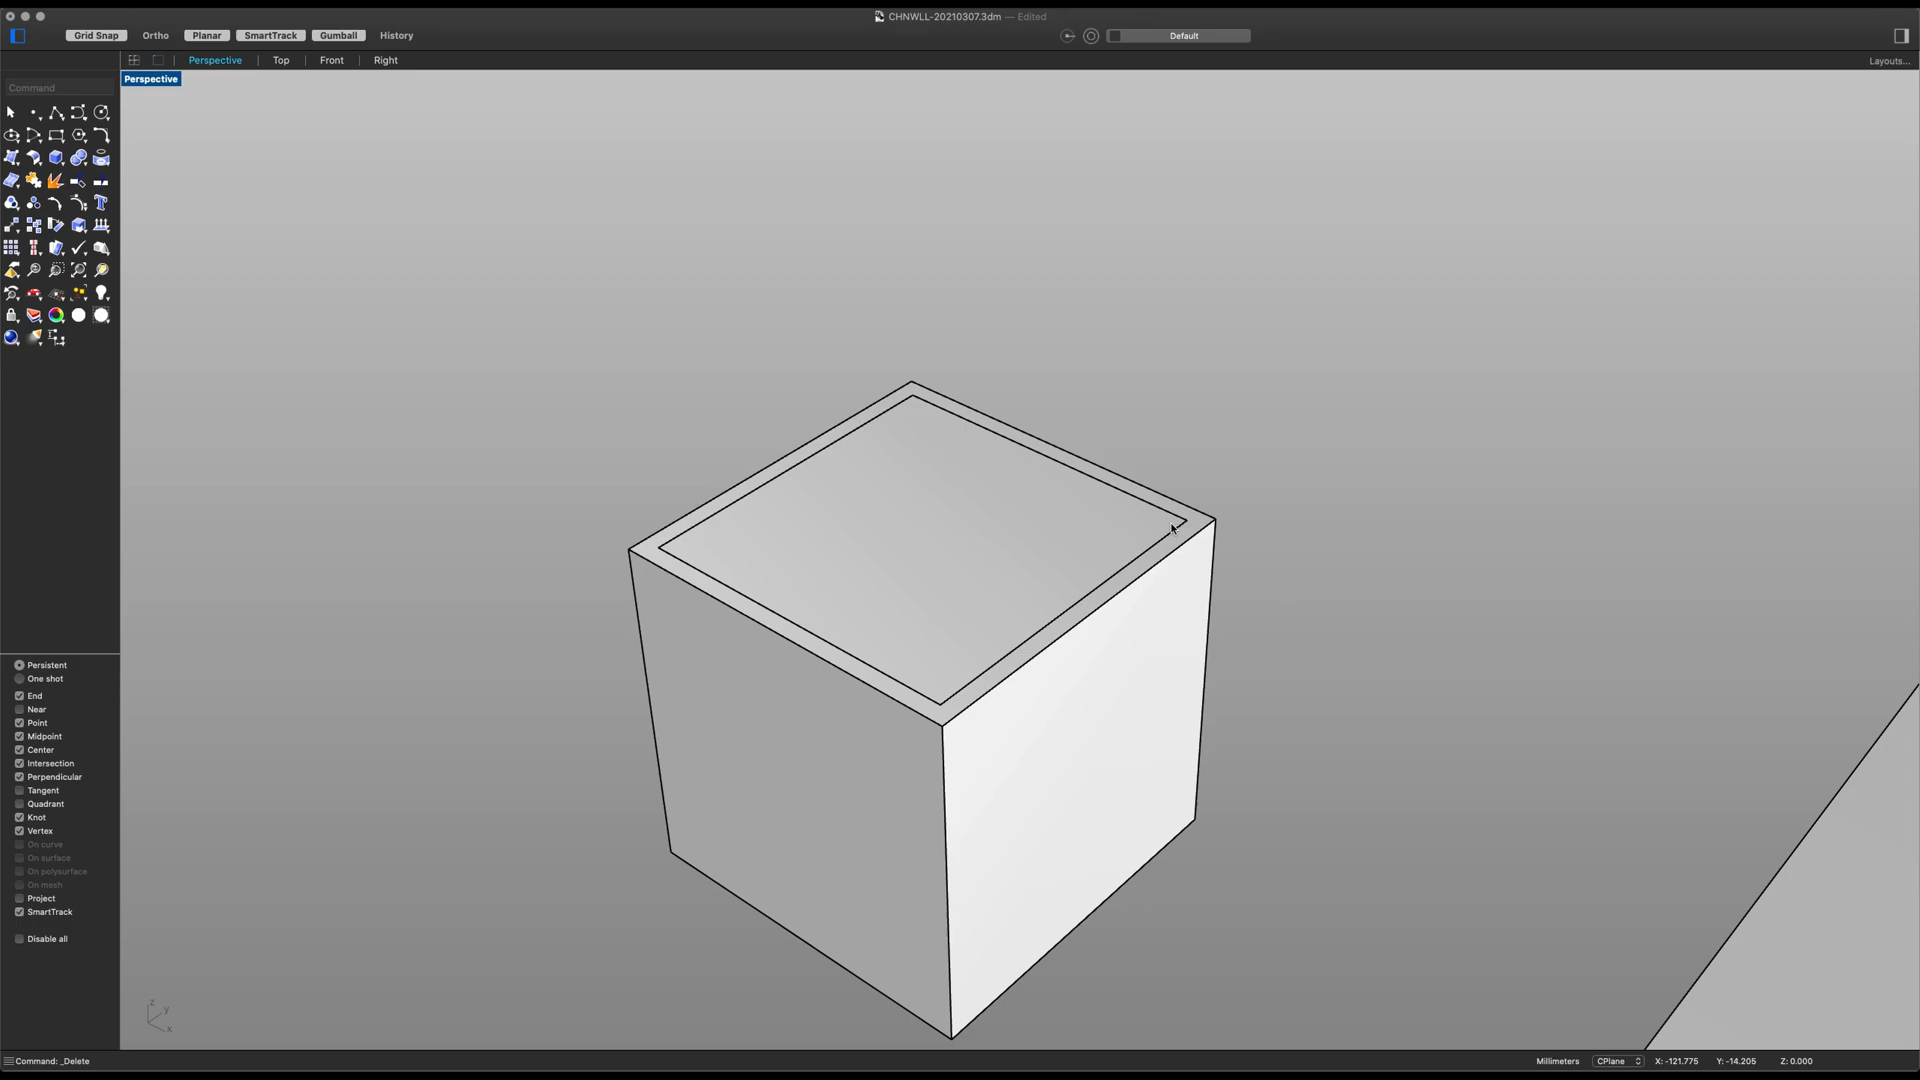 CHNWLL-20210307.3dm — Edited
Grid Snap Ortho Planar SmartTrack Gumball History Default
Perspective Top Front Right Layouts...
Perspective
Command
Persistent
One shot
End
Near
Point
Midpoint
Center
Intersection
Perpendicular
Tangent
Quadrant
Knot
Vertex
On curve
On surface
On polysurface
On mesh
Project
SmartTrack
Disable all
z
y
x
Command: _Delete Millimeters CPlane X: -121.775 Y: -14.205 Z: 0.000